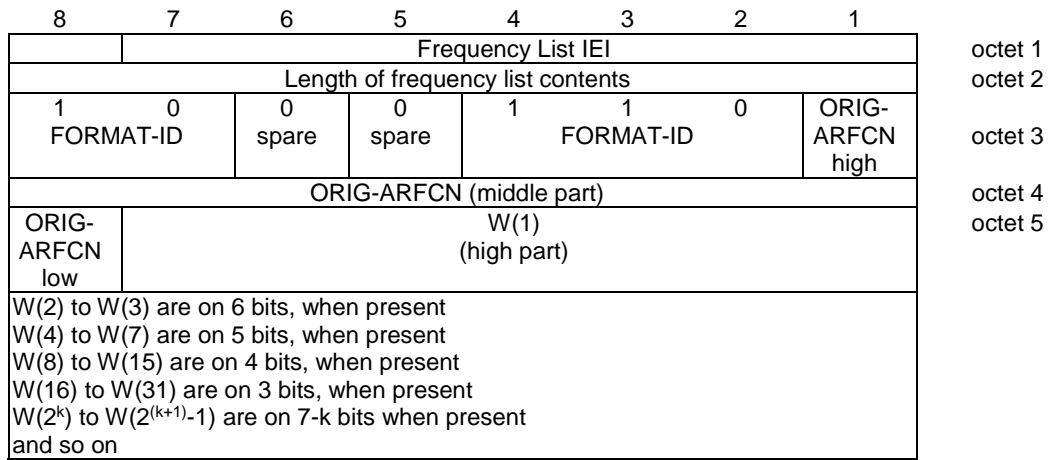 8 7 6 5 4 3 2 1
Frequency List IEI octet 1
Length of frequency list contents octet 2
1 0 0 0 1 1 0 ORIG-
FORMAT-ID spare spare FORMAT-ID ARFCN octet 3
high
ORIG-ARFCN (middle part) octet 4
ORIG- W(1) octet 5
ARFCN (high part)
low
W(2) to W(3) are on 6 bits, when present
W(4) to W(7) are on 5 bits, when present
W(8) to W(15) are on 4 bits, when present
W(16) to W(31) are on 3 bits, when present
W(2ᵏ) to W(2⁽ᵏ⁺¹⁾-1) are on 7-k bits when present
and so on